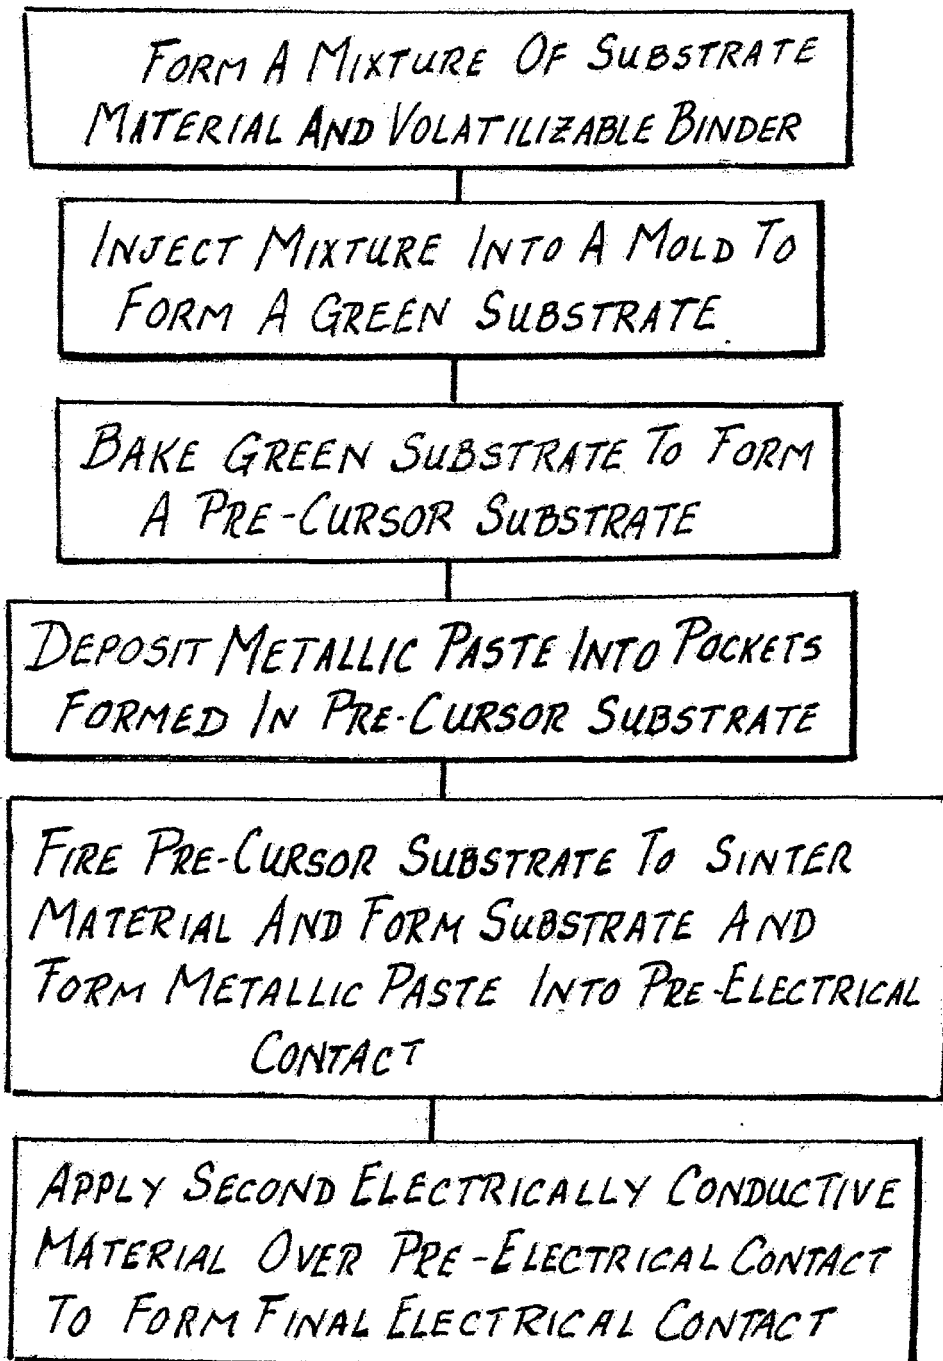 FORM A MIXTURE OF SUBSTRATE
MATERIAL AND VOLATILIZABLE BINDER
INJECT MIXTURE INTO A MOLD TO
FORM A GREEN SUBSTRATE
BAKE GREEN SUBSTRATE TO FORM
A PRE-CURSOR SUBSTRATE
DEPOSIT METALLIC PASTE INTO POCKETS
FORMED IN PRE-CURSOR SUBSTRATE
FIRE PRE-CURSOR SUBSTRATE TO SINTER
MATERIAL AND FORM SUBSTRATE AND
FORM METALLIC PASTE INTO PRE-ELECTRICAL
CONTACT
APPLY SECOND ELECTRICALLY CONDUCTIVE
MATERIAL OVER PRE-ELECTRICAL CONTACT
TO FORM FINAL ELECTRICAL CONTACT